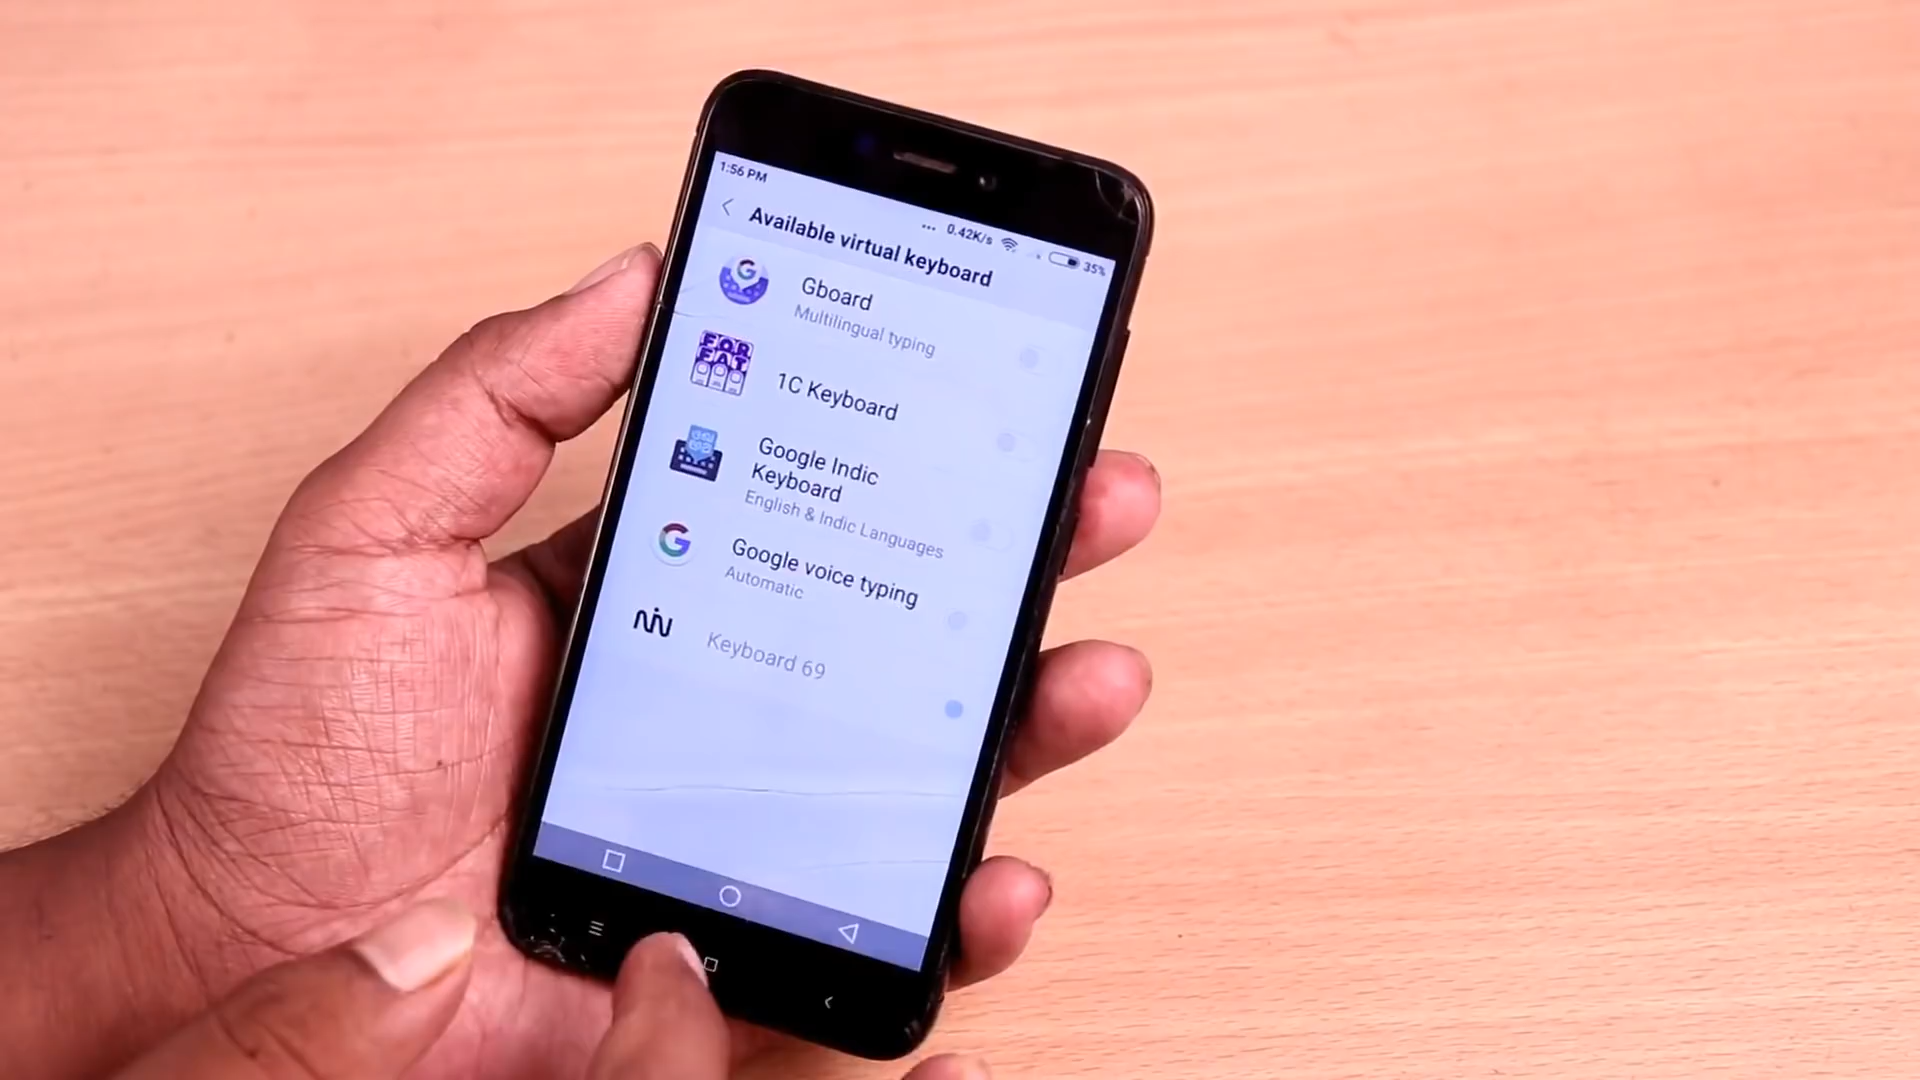 1:56 PM
... 0.42K/s 35%
Available virtual keyboard
Gboard
Multilingual typing
FOR
FAT
1C Keyboard
Google Indic
Keyboard
English & Indic Languages
Google voice typing
Automatic
Keyboard 69